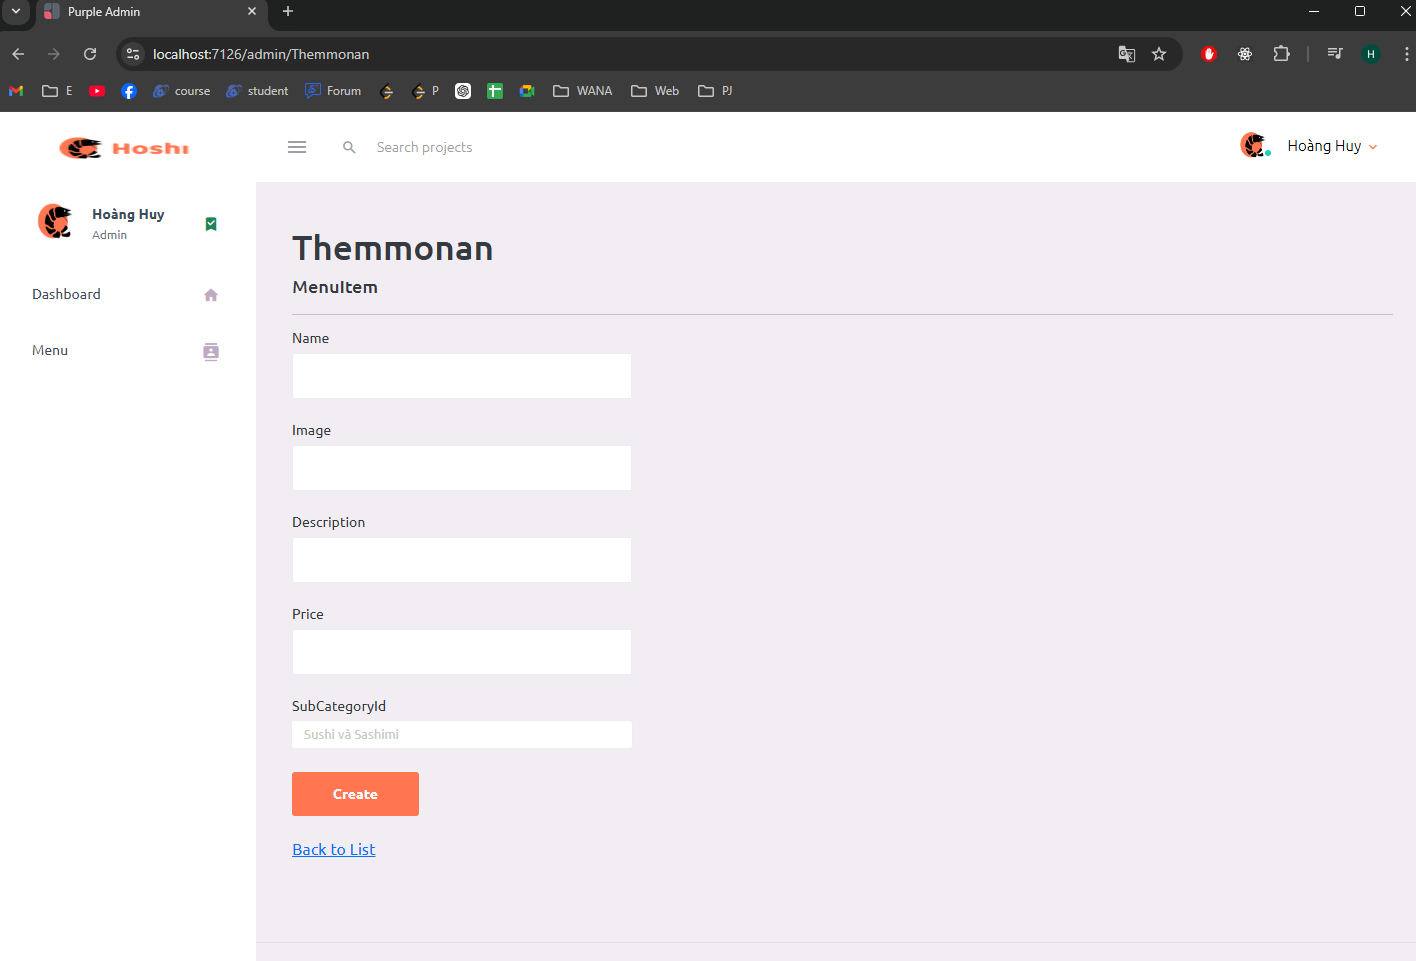 Purple Admin
localhost:7126/admin/Themmonan
H
E
course
student
Forum
P
WANA
Web
PJ
Hoshi
Search projects
Hoàng Huy
Hoàng Huy
Admin
Dashboard
Menu
Themmonan
MenuItem
Name
Image
Description
Price
SubCategoryId
Sushi và Sashimi
Create
Back to List